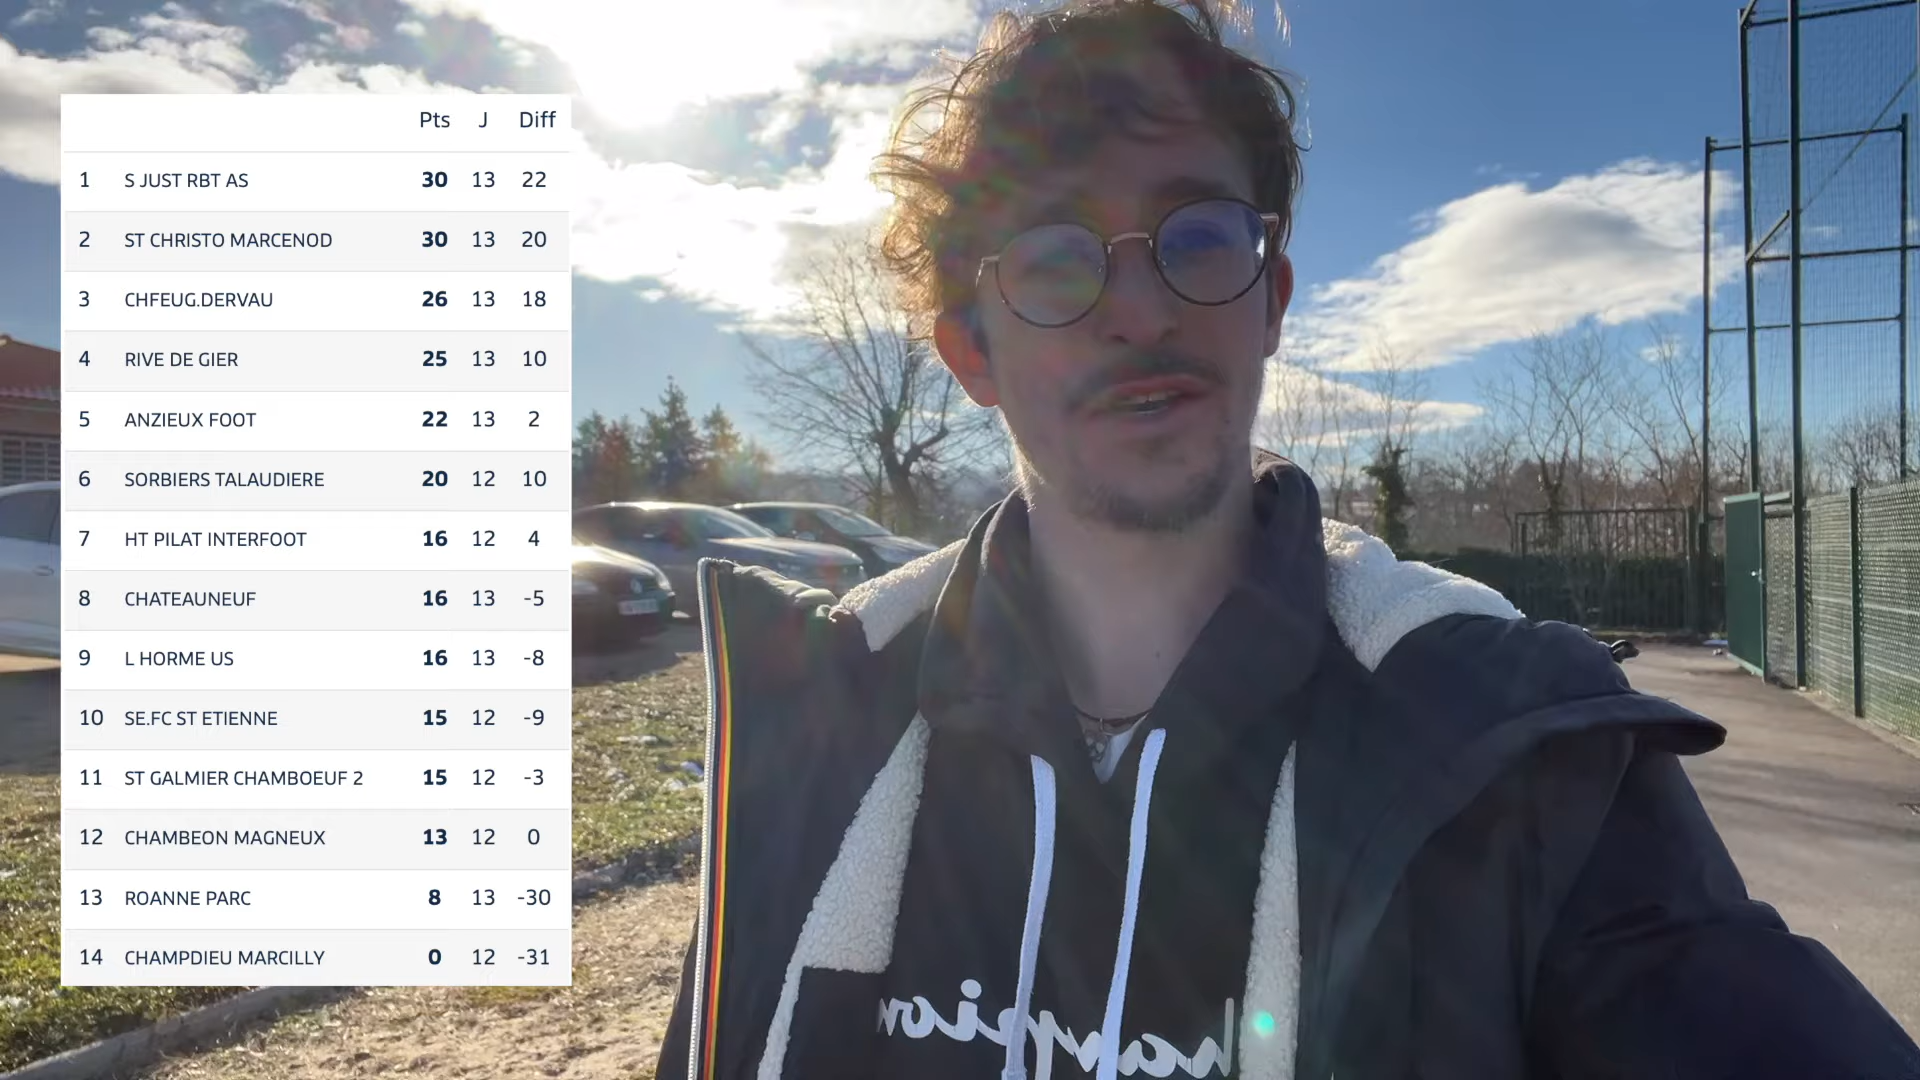 Pts J Diff
1 S JUST RBT AS 30 13 22
2 ST CHRISTO MARCENOD 30 13 20
3 CHFEUG.DERVAU 26 13 18
4 RIVE DE GIER 25 13 10
5 ANZIEUX FOOT 22 13 2
6 SORBIERS TALAUDIERE 20 12 10
7 HT PILAT INTERFOOT 16 12 4
8 CHATEAUNEUF 16 13 -5
9 L HORME US 16 13 -8
10 SE.FC ST ETIENNE 15 12 -9
11 ST GALMIER CHAMBOEUF 2 15 12 -3
12 CHAMBEON MAGNEUX 13 12 0
13 ROANNE PARC 8 13 -30
14 CHAMPDIEU MARCILLY 0 12 -31